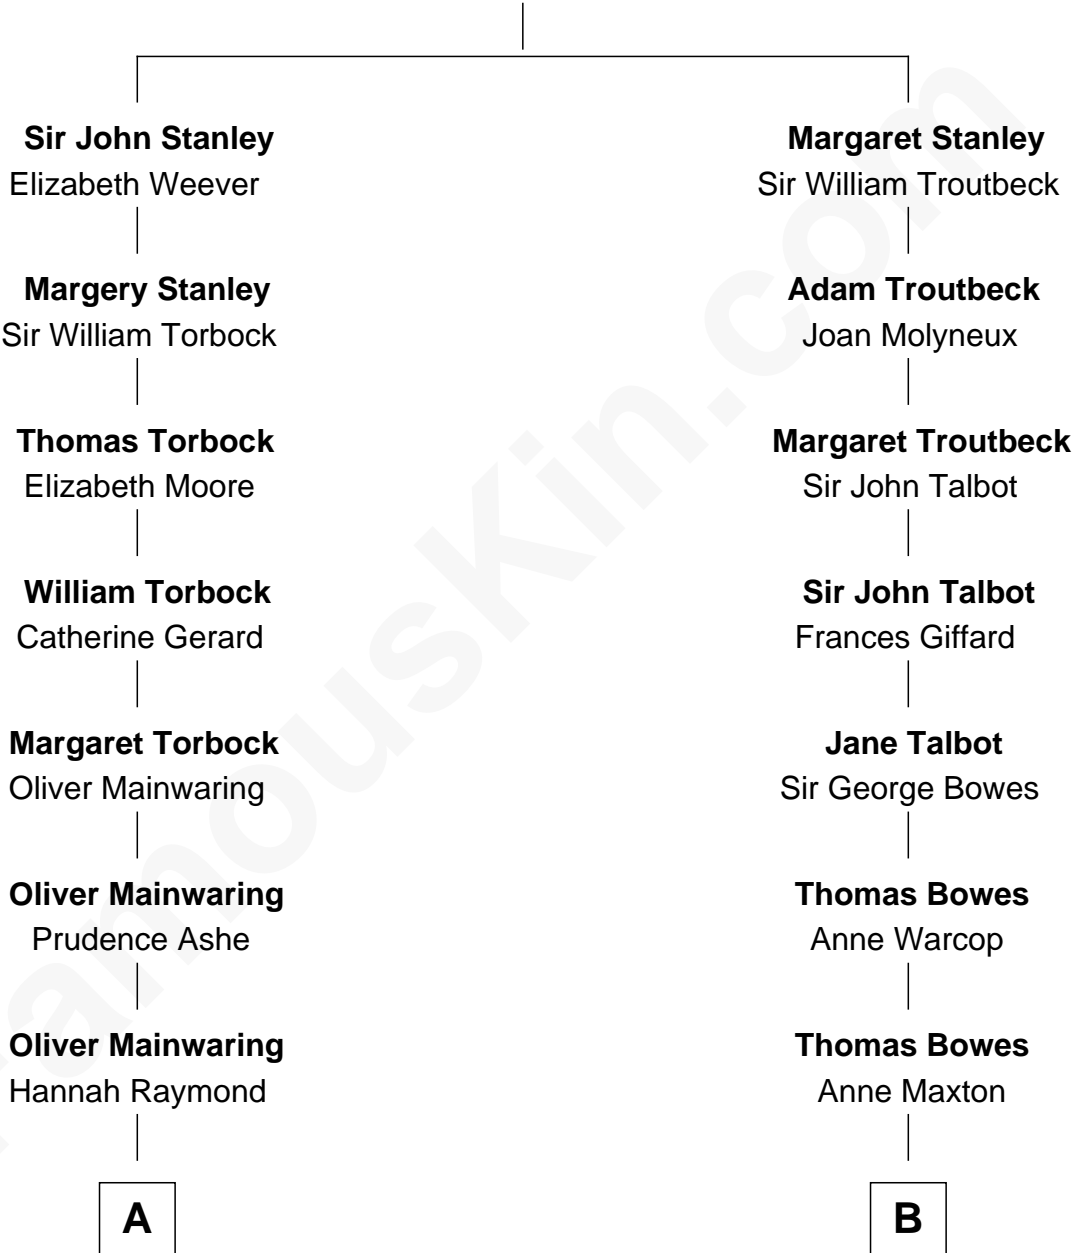 Sir John Stanley
Elizabeth Weever
Margery Stanley
Sir William Torbock
Thomas Torbock
Elizabeth Moore
William Torbock
Catherine Gerard
Margaret Torbock
Oliver Mainwaring
Oliver Mainwaring
Prudence Ashe
Oliver Mainwaring
Hannah Raymond
A
Margaret Stanley
Sir William Troutbeck
Adam Troutbeck
Joan Molyneux
Margaret Troutbeck
Sir John Talbot
Sir John Talbot
Frances Giffard
Jane Talbot
Sir George Bowes
Thomas Bowes
Anne Warcop
Thomas Bowes
Anne Maxton
B
FamousKin.com